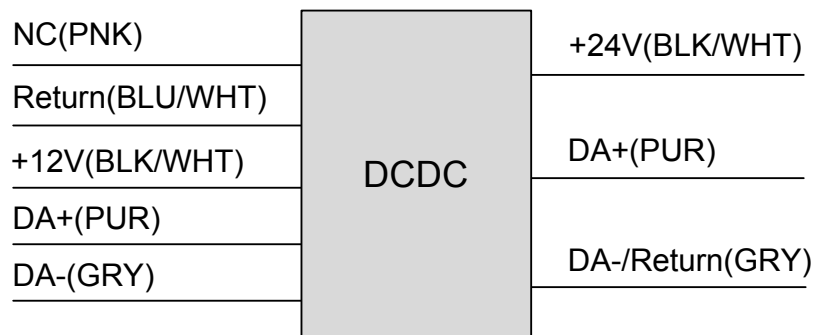 NC(PNK)
Return(BLU/WHT)
+12V(BLK/WHT)
DA+(PUR)
DA-(GRY)
DCDC
+24V(BLK/WHT)
DA+(PUR)
DA-/Return(GRY)